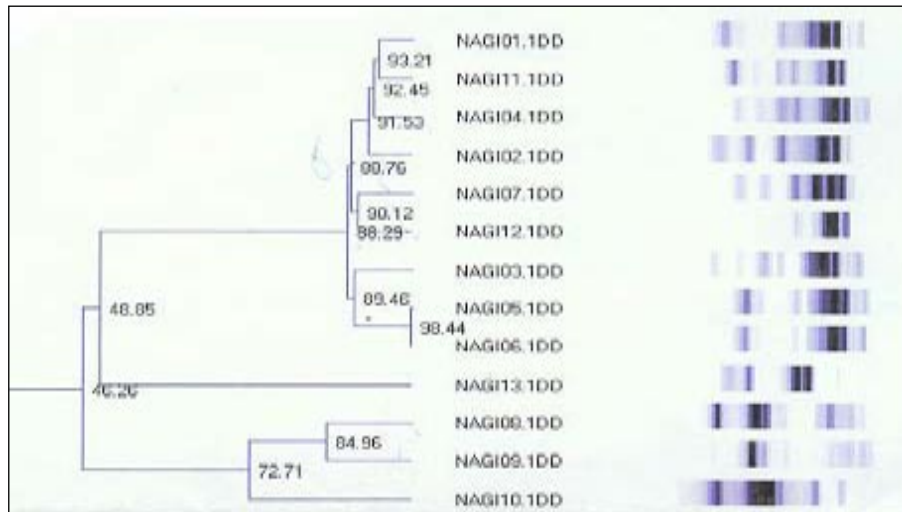 NAGI01.1DD
93.21
NAGI11.1DD
92.45
NAGI04.1DD
91.53
NAGI02.1DD
90.76
NAGI07.1DD
90.12
NAGI12.1DD
88.29
NAGI03.1DD
89.46
NAGI05.1DD
48.85
98.44
NAGI06.1DD
NAGI13.1DD
46.26
NAGI08.1DD
84.96
NAGI09.1DD
72.71
NAGI10.1DD